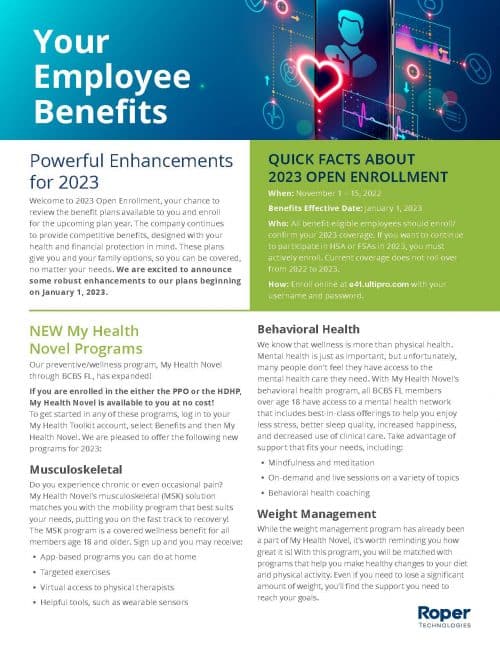 Your
Employee
Benefits
Powerful Enhancements
for 2023
Welcome to 2023 Open Enrollment, your chance to
review the benefit plans available to you and enroll
for the upcoming plan year. The company continues
to provide competitive benefits, designed with your
health and financial protection in mind. These plans
give you and your family options, so you can be covered,
no matter your needs. We are excited to announce
some robust enhancements to our plans beginning
on January 1, 2023.
QUICK FACTS ABOUT
2023 OPEN ENROLLMENT
When: November 1 – 15, 2022
Benefits Effective Date: January 1, 2023
Who: All benefit-eligible employees should enroll/
confirm your 2023 coverage. If you want to continue
to participate in HSA or FSAs in 2023, you must
actively enroll. Current coverage does not roll over
from 2022 to 2023.
How: Enroll online at e41.ultipro.com with your
username and password.
NEW My Health
Novel Programs
Our preventive/wellness program, My Health Novel
through BCBS FL, has expanded!
If you are enrolled in the either the PPO or the HDHP,
My Health Novel is available to you at no cost!
To get started in any of these programs, log in to your
My Health Toolkit account, select Benefits and then My
Health Novel. We are pleased to offer the following new
programs for 2023:
Musculoskeletal
Do you experience chronic or even occasional pain?
My Health Novel's musculoskeletal (MSK) solution
matches you with the mobility program that best suits
your needs, putting you on the fast track to recovery!
The MSK program is a covered wellness benefit for all
members age 18 and older. Sign up and you may receive:
• App-based programs you can do at home
• Targeted exercises
• Virtual access to physical therapists
• Helpful tools, such as wearable sensors
Behavioral Health
We know that wellness is more than physical health.
Mental health is just as important, but unfortunately,
many people don't feel they have access to the
mental health care they need. With My Health Novel's
behavioral health program, all BCBS FL members
over age 18 have access to a mental health network
that includes best-in-class offerings to help you enjoy
less stress, better sleep quality, increased happiness,
and decreased use of clinical care. Take advantage of
support that fits your needs, including:
• Mindfulness and meditation
• On-demand and live sessions on a variety of topics
• Behavioral health coaching
Weight Management
While the weight management program has already been
a part of My Health Novel, it's worth reminding you how
great it is! With this program, you will be matched with
programs that help you make healthy changes to your diet
and physical activity. Even if you need to lose a significant
amount of weight, you'll find the support you need to
reach your goals.
Roper
TECHNOLOGIES